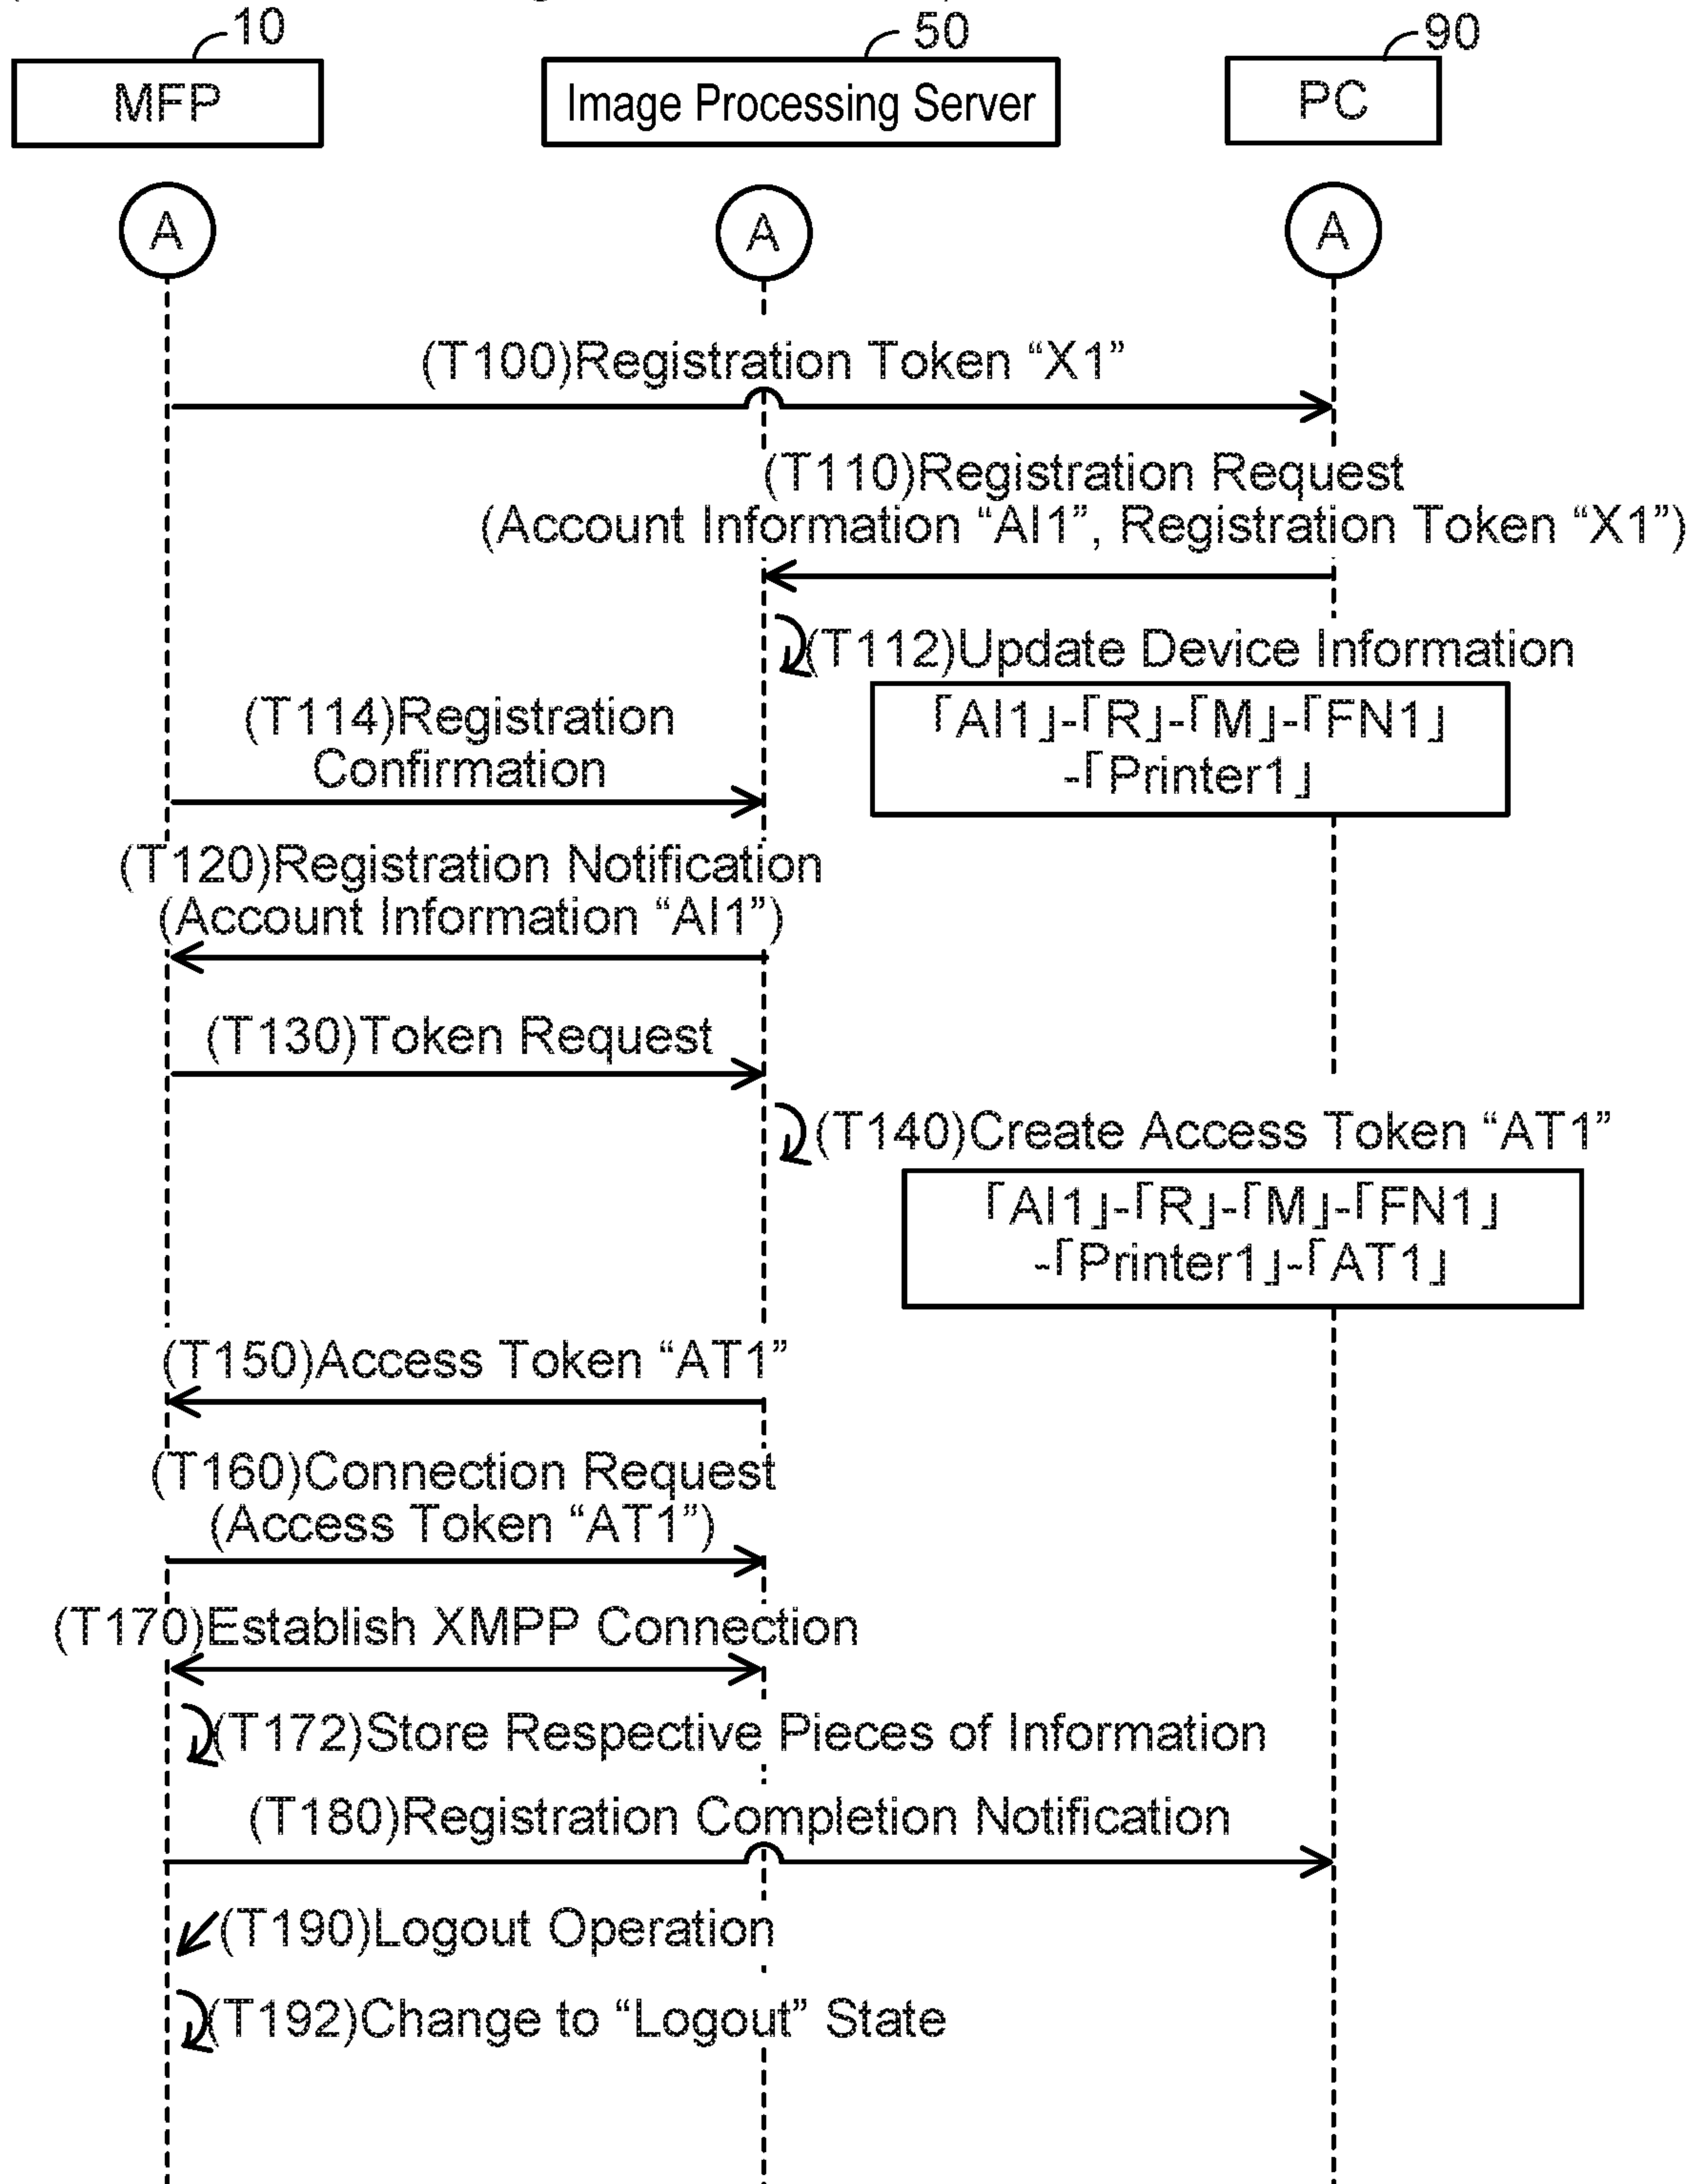 10
50
90
MFP
Image Processing Server
PC
A
A
A
(T100)Registration Token “X1”
(T110)Registration Request
(Account Information “AI1”, Registration Token “X1”)
(T112)Update Device Information
「AI1」-「R」-「M」-「FN1」
-「Printer1」
(T114)Registration
Confirmation
(T120)Registration Notification
(Account Information “AI1”)
(T130)Token Request
(T140)Create Access Token “AT1”
「AI1」-「R」-「M」-「FN1」
-「Printer1」-「AT1」
(T150)Access Token “AT1”
(T160)Connection Request
(Access Token “AT1”)
(T170)Establish XMPP Connection
(T172)Store Respective Pieces of Information
(T180)Registration Completion Notification
(T190)Logout Operation
(T192)Change to “Logout” State